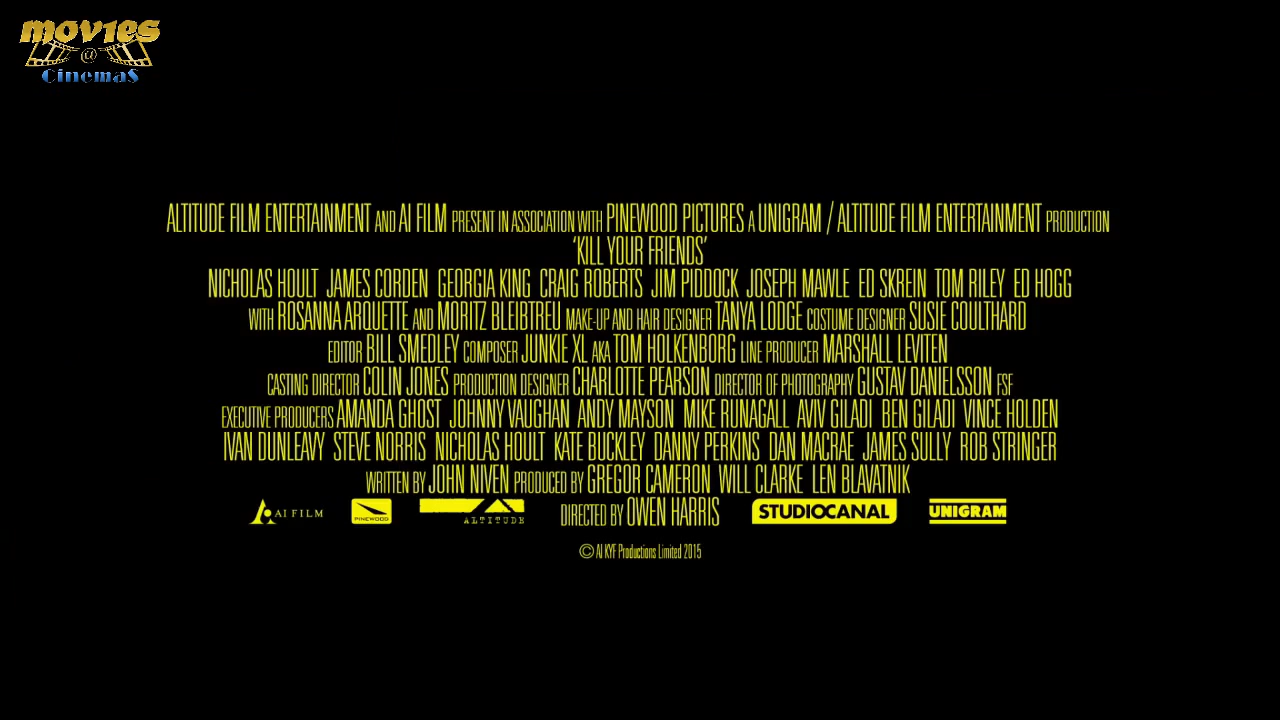 MOVIES
@
CinemaS
ALTITUDE FILM ENTERTAINMENT AND AI FILM PRESENT IN ASSOCIATION WITH PINEWOOD PICTURES A UNIGRAM / ALTITUDE FILM ENTERTAINMENT PRODUCTION
'KILL YOUR FRIENDS'
NICHOLAS HOULT JAMES CORDEN GEORGIA KING CRAIG ROBERTS JIM PIDDOCK JOSEPH MAWLE ED SKREIN TOM RILEY ED HOGG
WITH ROSANNA ARQUETTE AND MORITZ BLEIBTREU MAKE-UP AND HAIR DESIGNER TANYA LODGE COSTUME DESIGNER SUSIE COULTHARD
EDITOR BILL SMEDLEY COMPOSER JUNKIE XL AKA TOM HOLKENBORG LINE PRODUCER MARSHALL LEVITEN
CASTING DIRECTOR COLIN JONES PRODUCTION DESIGNER CHARLOTTE PEARSON DIRECTOR OF PHOTOGRAPHY GUSTAV DANIELSSON FSF
EXECUTIVE PRODUCERS AMANDA GHOST JOHNNY VAUGHAN ANDY MAYSON MIKE RUNAGALL AVIV GILADI BEN GILADI VINCE HOLDEN
IVAN DUNLEAVY STEVE NORRIS NICHOLAS HOULT KATE BUCKLEY DANNY PERKINS DAN MACRAE JAMES SULLY ROB STRINGER
WRITTEN BY JOHN NIVEN PRODUCED BY GREGOR CAMERON WILL CLARKE LEN BLAVATNIK
AI FILM PINEWOOD ALTITUDE DIRECTED BY OWEN HARRIS STUDIOCANAL UNIGRAM
© AI KYF Productions Limited 2015